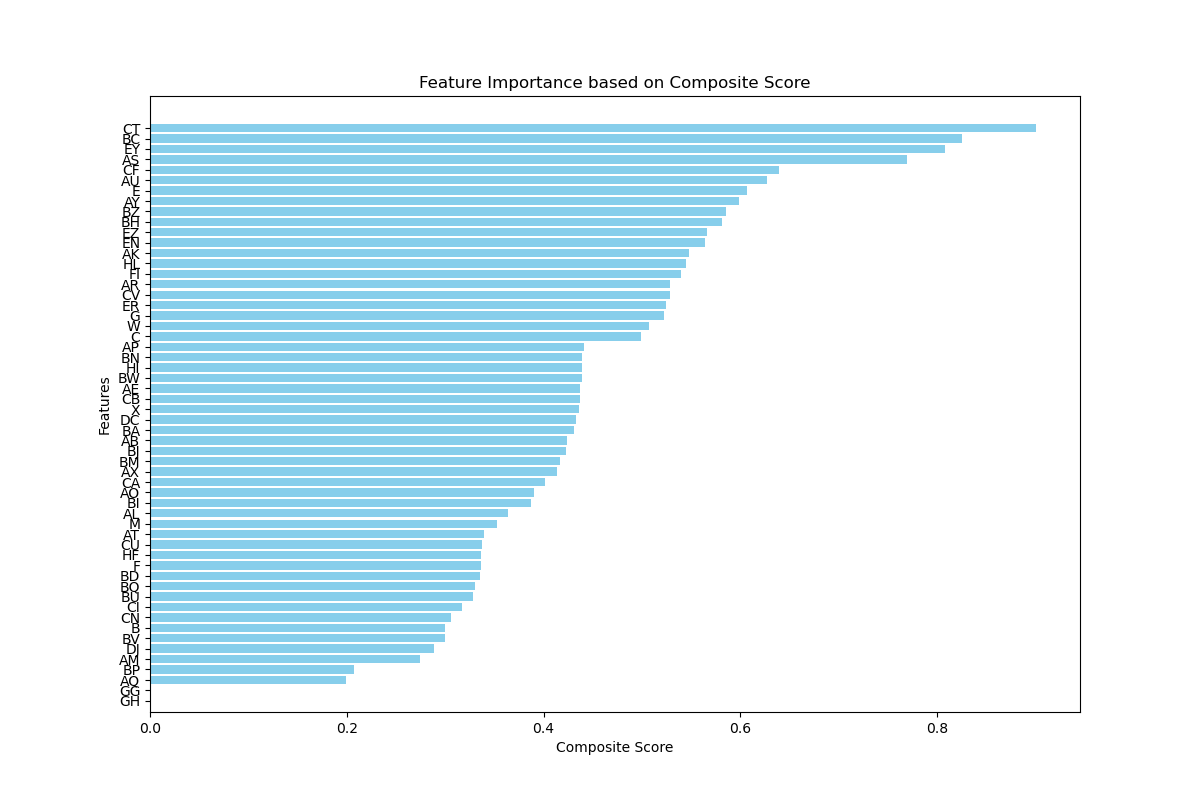 Feature Importance based on Composite Score
CT
BC
EY
AS
CF
AU
E
AY
BZ
BH
EZ
EN
AK
HL
FI
AR
CV
ER
G
W
C
AP
BN
HI
BW
AE
CB
X
DC
BA
AB
BJ
BM
AX
CA
AO
BI
AL
M
AT
CU
HF
F
BD
BQ
BU
CI
CN
B
BV
DI
AM
BP
AQ
GG
GH
Features
0.0 0.2 0.4 0.6 0.8
Composite Score